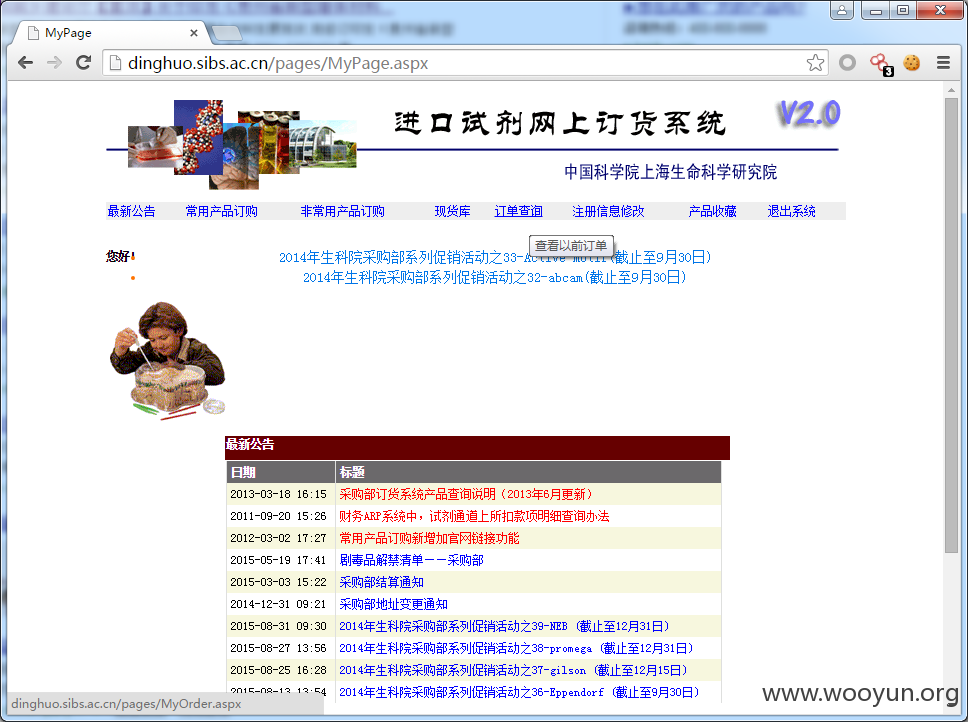 MyPage
dinghuo.sibs.ac.cn/pages/MyPage.aspx
3
进口试剂网上订货系统
V2.0
中国科学院上海生命科学研究院
最新公告 常用产品订购 非常用产品订购 现货库 订单查询 注册信息修改 产品收藏 退出系统
查看以前订单
您好
2014年生科院采购部系列促销活动之33-Active motif(截止至9月30日)
2014年生科院采购部系列促销活动之32-abcam(截止至9月30日)
最新公告
日期 标题
2013-03-18 16:15 采购部订货系统产品查询说明（2013年6月更新）
2011-09-20 15:26 财务ARP系统中，试剂通道上所扣款项明细查询办法
2012-03-02 17:27 常用产品订购新增加官网链接功能
2015-05-19 17:41 剧毒品解禁清单－－采购部
2015-03-03 15:22 采购部结算通知
2014-12-31 09:21 采购部地址变更通知
2015-08-31 09:30 2014年生科院采购部系列促销活动之39-NEB (截止至12月31日)
2015-08-27 13:56 2014年生科院采购部系列促销活动之38-promega (截止至12月31日)
2015-08-25 16:28 2014年生科院采购部系列促销活动之37-gilson (截止至12月15日)
2015-08-13 13:54 2014年生科院采购部系列促销活动之36-Eppendorf (截止至9月30日)
dinghuo.sibs.ac.cn/pages/MyOrder.aspx
www.wooyun.org